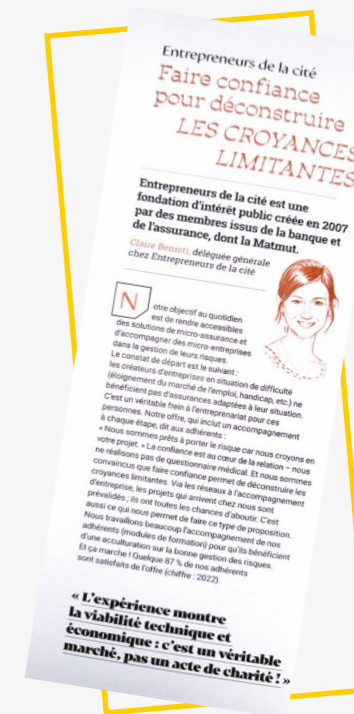 Entrepreneurs de la cité
Faire confiance
pour déconstruire
LES CROYANCES
LIMITANTES
Entrepreneurs de la cité est une
fondation d'intérêt public créée en 2007
par des membres issus de la banque et
de l'assurance, dont la Matmut.
Claire Benisti, déléguée générale
chez Entrepreneurs de la cité
Notre objectif au quotidien
est de rendre accessibles
des solutions de micro-assurance et
d'accompagner des micro-entreprises
dans la gestion de leurs risques.
Le constat de départ est le suivant :
les créateurs d'entreprises en situation de difficulté
(éloignement du marché de l'emploi, handicap, etc.) ne
bénéficient pas d'assurances adaptées à leur situation.
C'est un véritable frein à l'entreprenariat pour ces
personnes. Notre offre, qui inclut un accompagnement
à chaque étape, dit aux adhérents :
« Nous sommes prêts à porter le risque car nous croyons en
votre projet. » La confiance est au cœur de la relation – nous
ne réalisons pas de questionnaire médical. Et nous sommes
convaincus que faire confiance permet de déconstruire les
croyances limitantes. Via les réseaux à l'accompagnement
d'entreprise, les projets qui arrivent chez nous sont
prévalidés ; ils ont toutes les chances d'aboutir. C'est
aussi ce qui nous permet de faire ce type de proposition.
Nous travaillons beaucoup l'accompagnement de nos
adhérents (modules de formation) pour qu'ils bénéficient
d'une acculturation sur la bonne gestion des risques.
Et ça marche ! Quelque 87 % de nos adhérents
sont satisfaits de l'offre (chiffre : 2022).
« L'expérience montre
la viabilité technique et
économique : c'est un véritable
marché, pas un acte de charité ! »